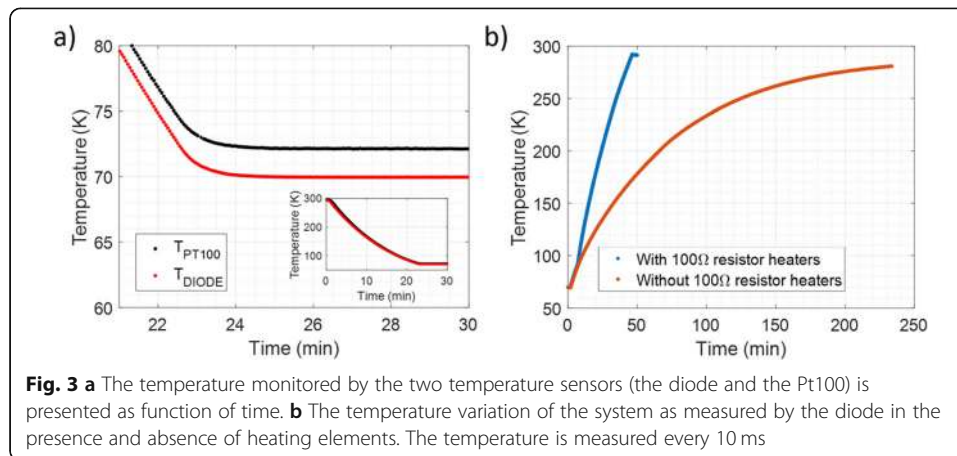 a)
80
75
70
65
60
Temperature (K)
22
24
26
28
30
Time (min)
T_PT100
T_DIODE
300
200
100
Temperature (K)
0
10
20
30
Time (min)
b)
300
250
200
150
100
50
Temperature (K)
0
50
100
150
200
250
Time (min)
With 100Ω resistor heaters
Without 100Ω resistor heaters
Fig. 3 a The temperature monitored by the two temperature sensors (the diode and the Pt100) is
presented as function of time. b The temperature variation of the system as measured by the diode in the
presence and absence of heating elements. The temperature is measured every 10 ms